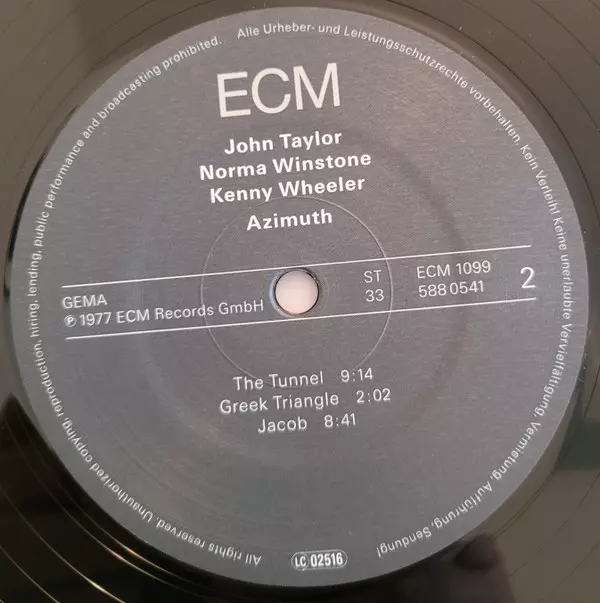 ECM
John Taylor
Norma Winstone
Kenny Wheeler
Azimuth
GEMA
℗ 1977 ECM Records GmbH
ST
33
ECM 1099
588 0541
2
The Tunnel 9:14
Greek Triangle 2:02
Jacob 8:41
LC 02516
Alle Urheber- und Leistungsschutzrechte vorbehalten. Kein Verleih! Keine unerlaubte Vervielfältigung, Vermietung, Aufführung, Sendung!
All rights reserved. Unauthorized copying, reproduction, hiring, lending, public performance and broadcasting prohibited.